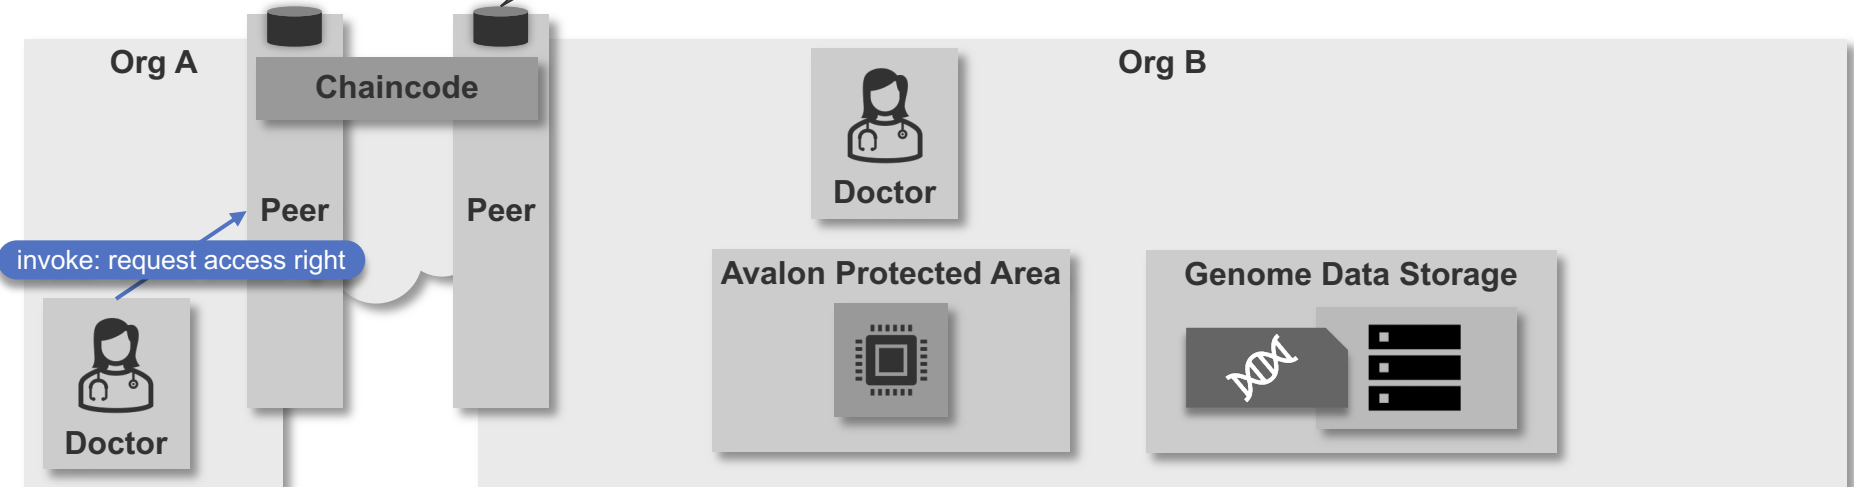 Org A
Chaincode
Org B
Doctor
Peer
Peer
invoke: request access right
Avalon Protected Area
Genome Data Storage
Doctor